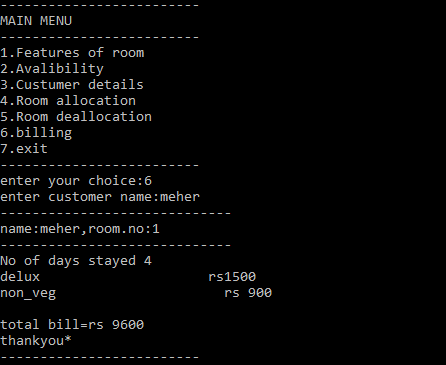 -------------------------
MAIN MENU
-------------------------
1.Features of room
2.Avalibility
3.Custumer details
4.Room allocation
5.Room deallocation
6.billing
7.exit
-------------------------
enter your choice:6
enter customer name:meher
-----------------------------
name:meher,room.no:1
-----------------------------
No of days stayed 4
delux                     rs1500
non_veg                     rs 900

total bill=rs 9600
thankyou*
-------------------------